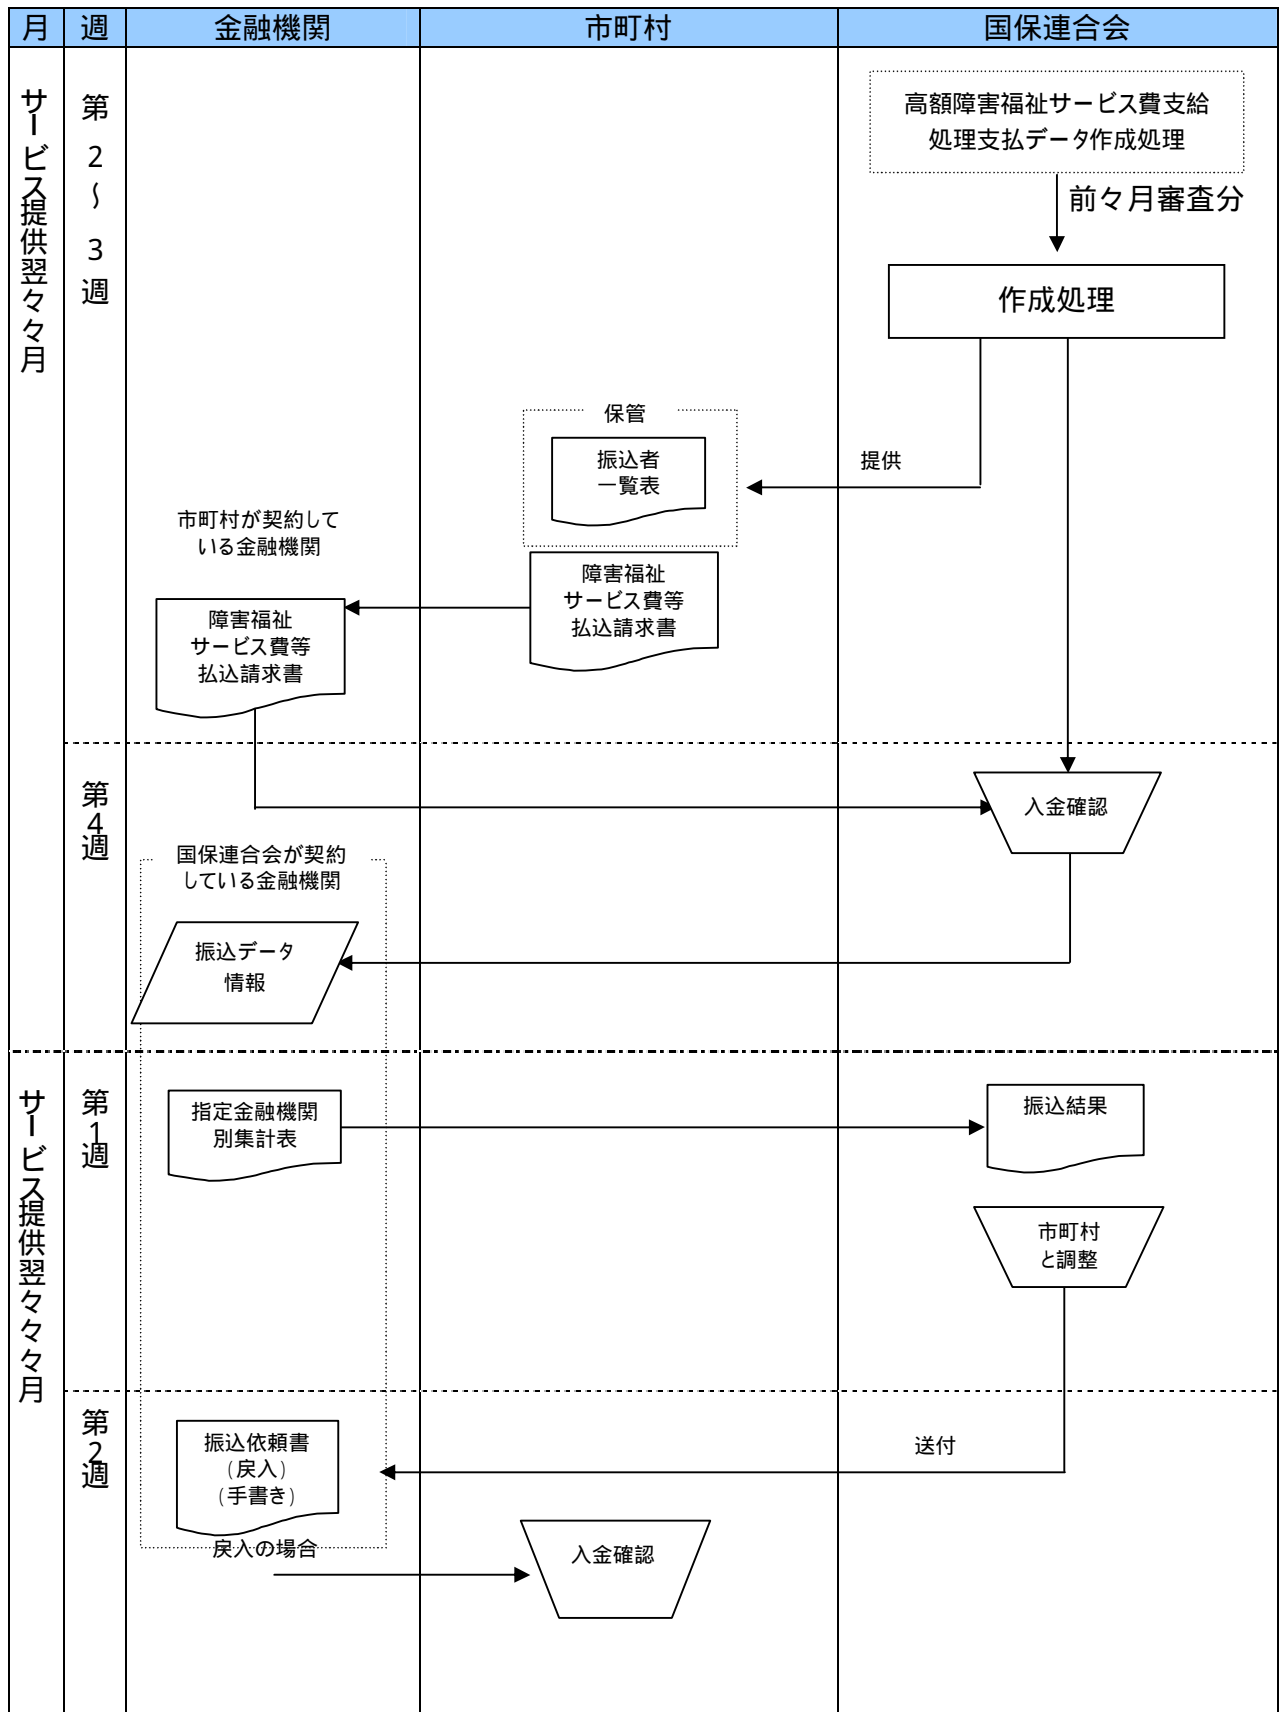 月 週 金融機関 市町村 国保連合会
サービス提供翌々月
第2～3週
高額障害福祉サービス費支給
処理支払データ作成処理
前々月審査分
作成処理
保管
振込者
一覧表
提供
市町村が契約して
いる金融機関
障害福祉
サービス費等
払込請求書
障害福祉
サービス費等
払込請求書
第4週
入金確認
国保連合会が契約
している金融機関
振込データ
情報
サービス提供翌々々月
第1週
指定金融機関
別集計表
振込結果
市町村
と調整
第2週
振込依頼書
(戻入)
(手書き)
送付
戻入の場合
入金確認